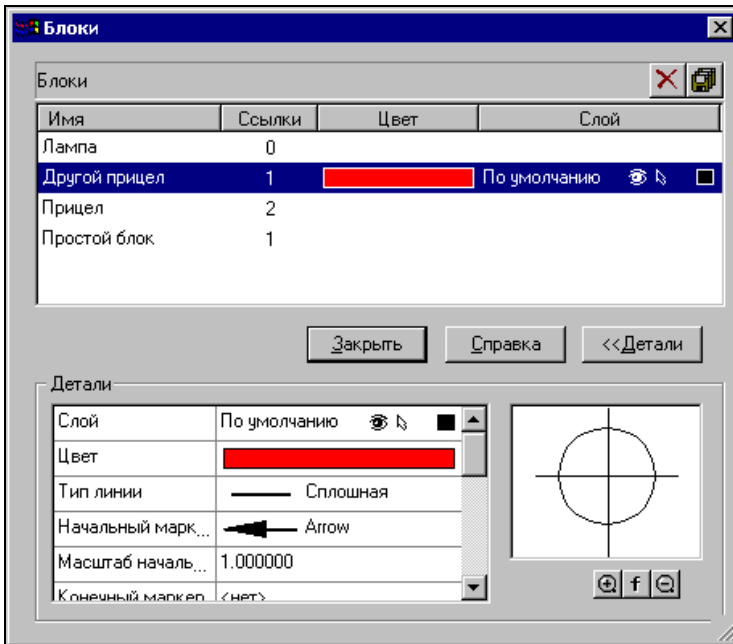 Блоки
Блоки
Имя Ссылки Цвет Слой
Лампа 0
Другой прицел 1 По умолчанию
Прицел 2
Простой блок 1
Закрыть Справка <<Детали
Детали
Слой По умолчанию
Цвет
Тип линии Сплошная
Начальный марк... Arrow
Масштаб началь... 1.000000
Конечный маркер <нет>
f